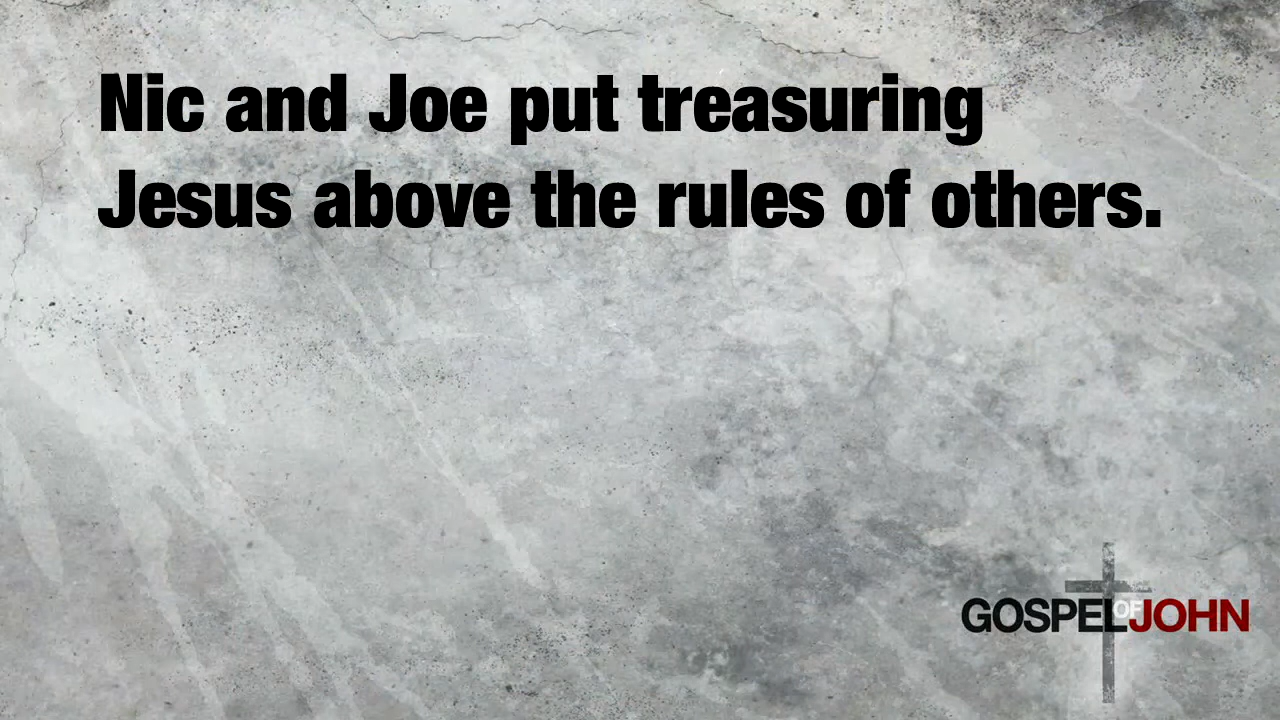 Nic and Joe put treasuring
Jesus above the rules of others.
GOSPEL OF JOHN